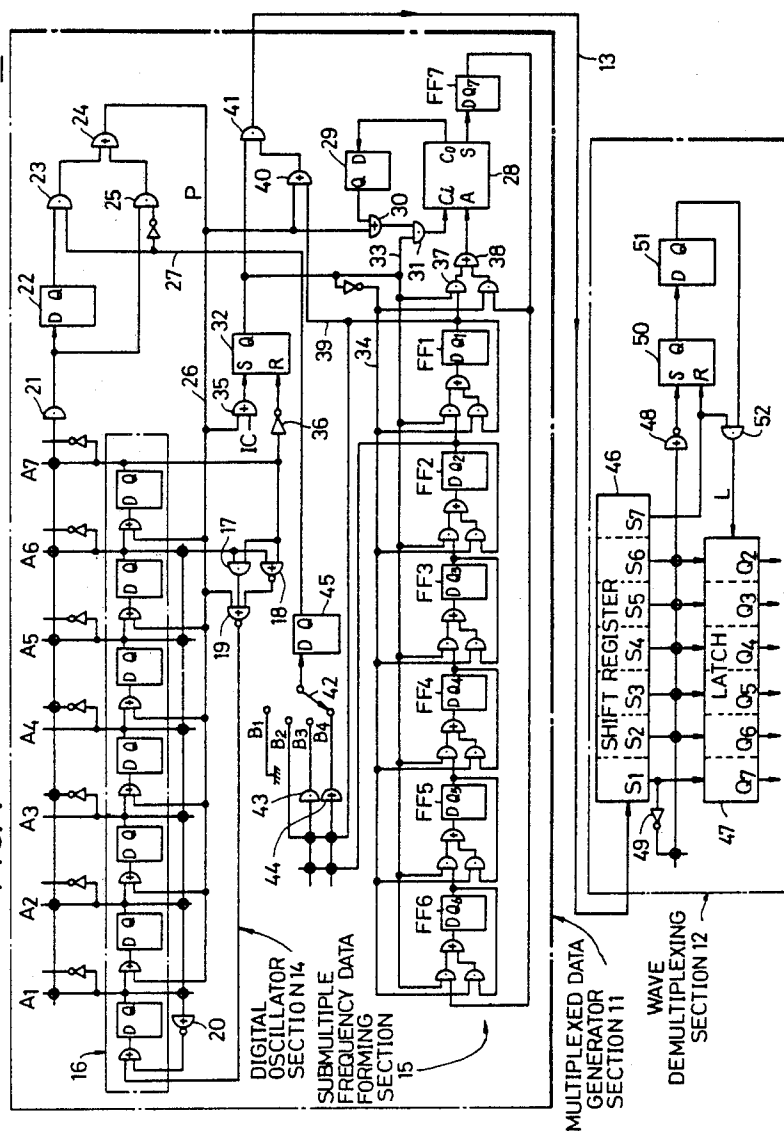 A1 A2 A3 A4 A5 A6 A7
21
22
D Q
23
24
25
27
P
16
D Q D Q D Q D Q D Q D Q D Q
20
26
17
18
19
35
IC
36
32
S Q
R
41
40
39
34
33
29
Q D
30
31
Ci Co
A S
28
FF7
D Q7
37
38
DIGITAL
OSCILLATOR
SECTION 14
SUBMULTIPLE
FREQUENCY DATA
FORMING
SECTION
15
B1
B2
B3
B4
42
43
44
45
D Q
FF6
D Q6
FF5
D Q5
FF4
D Q4
FF3
D Q3
FF2
D Q2
FF1
D Q1
MULTIPLEXED DATA
GENERATOR
SECTION 11
13
WAVE
DEMULTIPLEXING
SECTION 12
46
SHIFT REGISTER
S1 S2 S3 S4 S5 S6 S7
49
48
47
LATCH
Q7 Q6 Q5 Q4 Q3 Q2
L
50
S Q
R
51
D Q
52